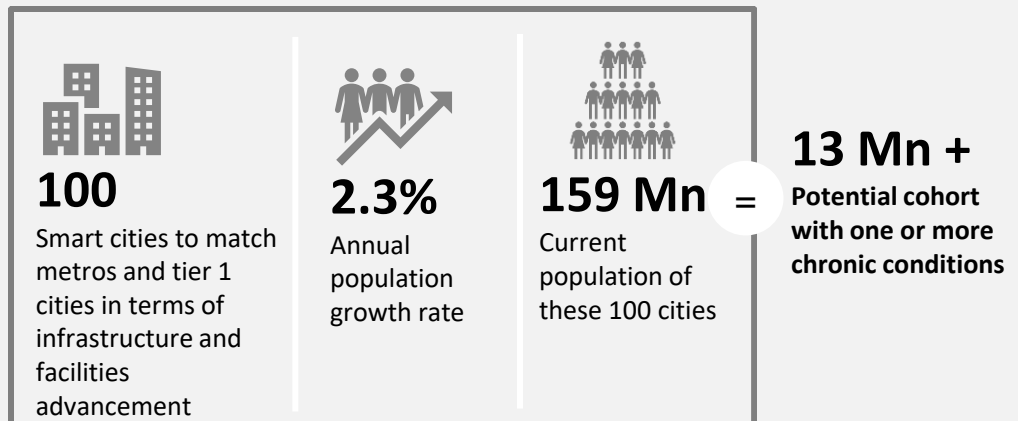 100
Smart cities to match
metros and tier 1
cities in terms of
infrastructure and
facilities
advancement
2.3%
Annual
population
growth rate
159 Mn
Current
population of
these 100 cities
=
13 Mn +
Potential cohort
with one or more
chronic conditions